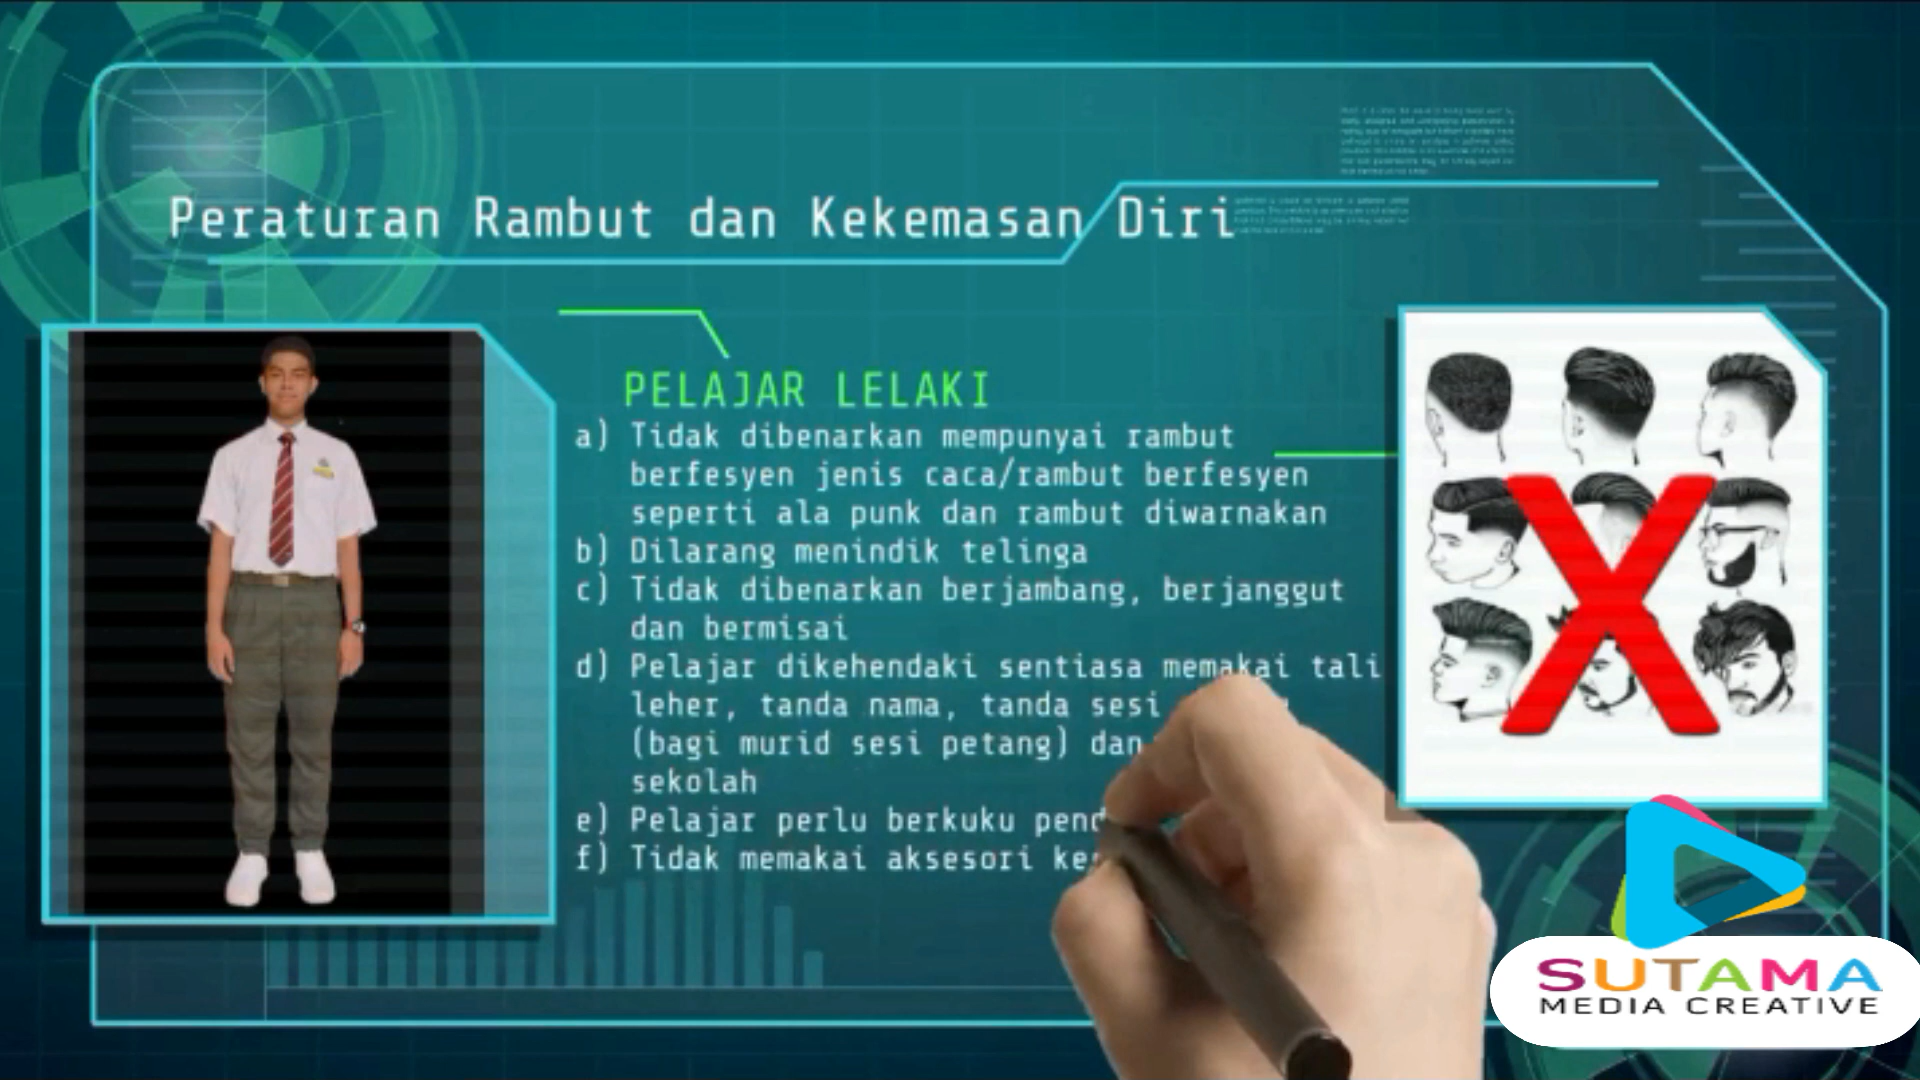 Peraturan Rambut dan Kekemasan Diri
PELAJAR LELAKI
a) Tidak dibenarkan mempunyai rambut
berfesyen jenis caca/rambut berfesyen
seperti ala punk dan rambut diwarnakan
b) Dilarang menindik telinga
c) Tidak dibenarkan berjambang, berjanggut
dan bermisai
d) Pelajar dikehendaki sentiasa memakai tali
leher, tanda nama, tanda sesi
(bagi murid sesi petang) dan
sekolah
e) Pelajar perlu berkuku
f) Tidak memakai aksesori
SUTAMA
MEDIA CREATIVE